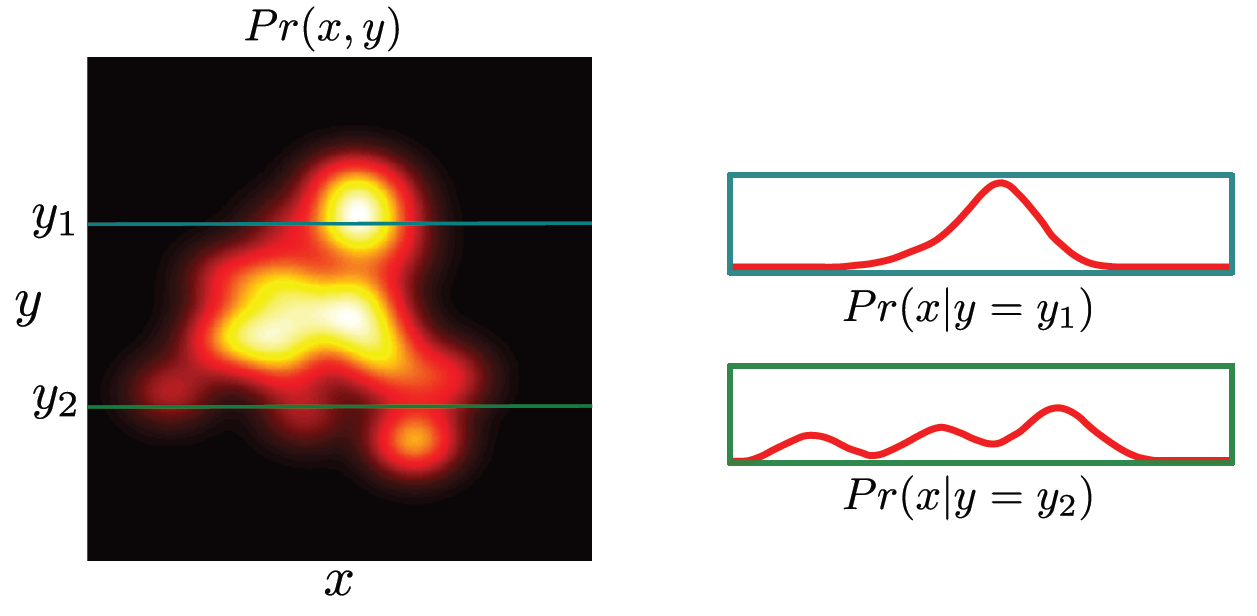 Pr(x, y)
y₁
y
y₂
x
Pr(x|y = y₁)
Pr(x|y = y₂)